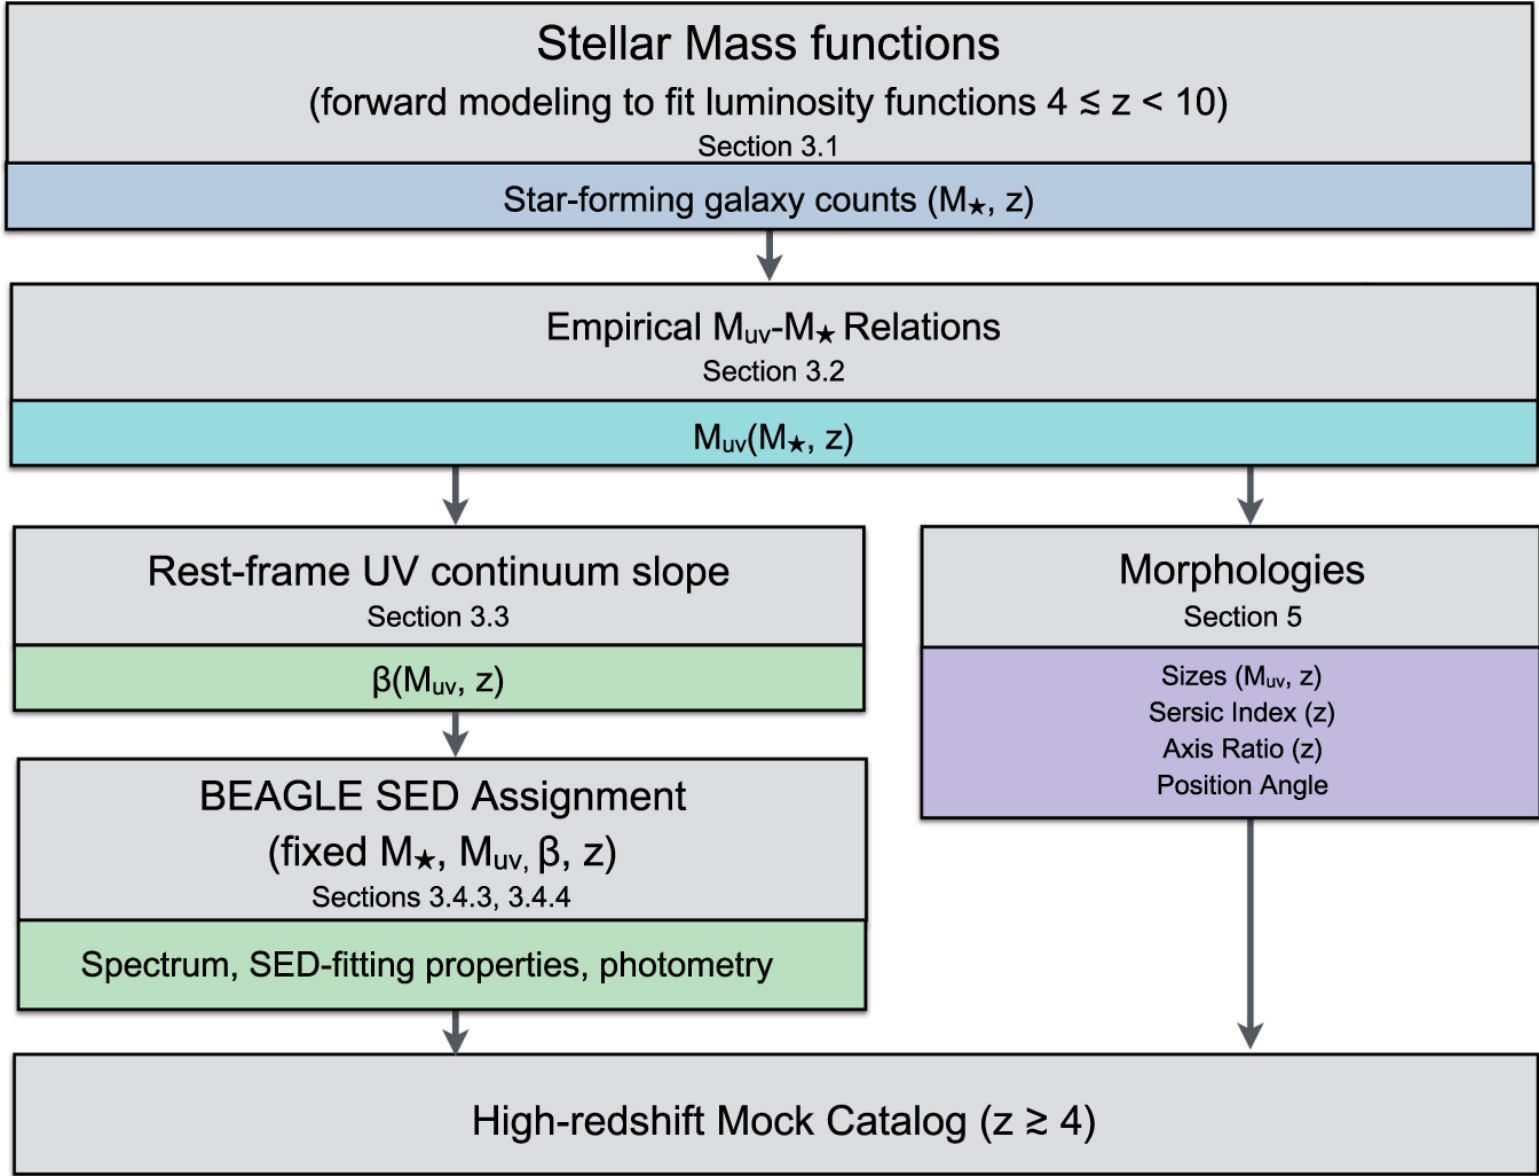 Stellar Mass functions
(forward modeling to fit luminosity functions 4 ≲ z < 10)
Section 3.1
Star-forming galaxy counts (M★, z)
Empirical Muv-M★ Relations
Section 3.2
Muv(M★, z)
Rest-frame UV continuum slope
Section 3.3
β(Muv, z)
Morphologies
Section 5
Sizes (Muv, z)
Sersic Index (z)
Axis Ratio (z)
Position Angle
BEAGLE SED Assignment
(fixed M★, Muv, β, z)
Sections 3.4.3, 3.4.4
Spectrum, SED-fitting properties, photometry
High-redshift Mock Catalog (z ≳ 4)